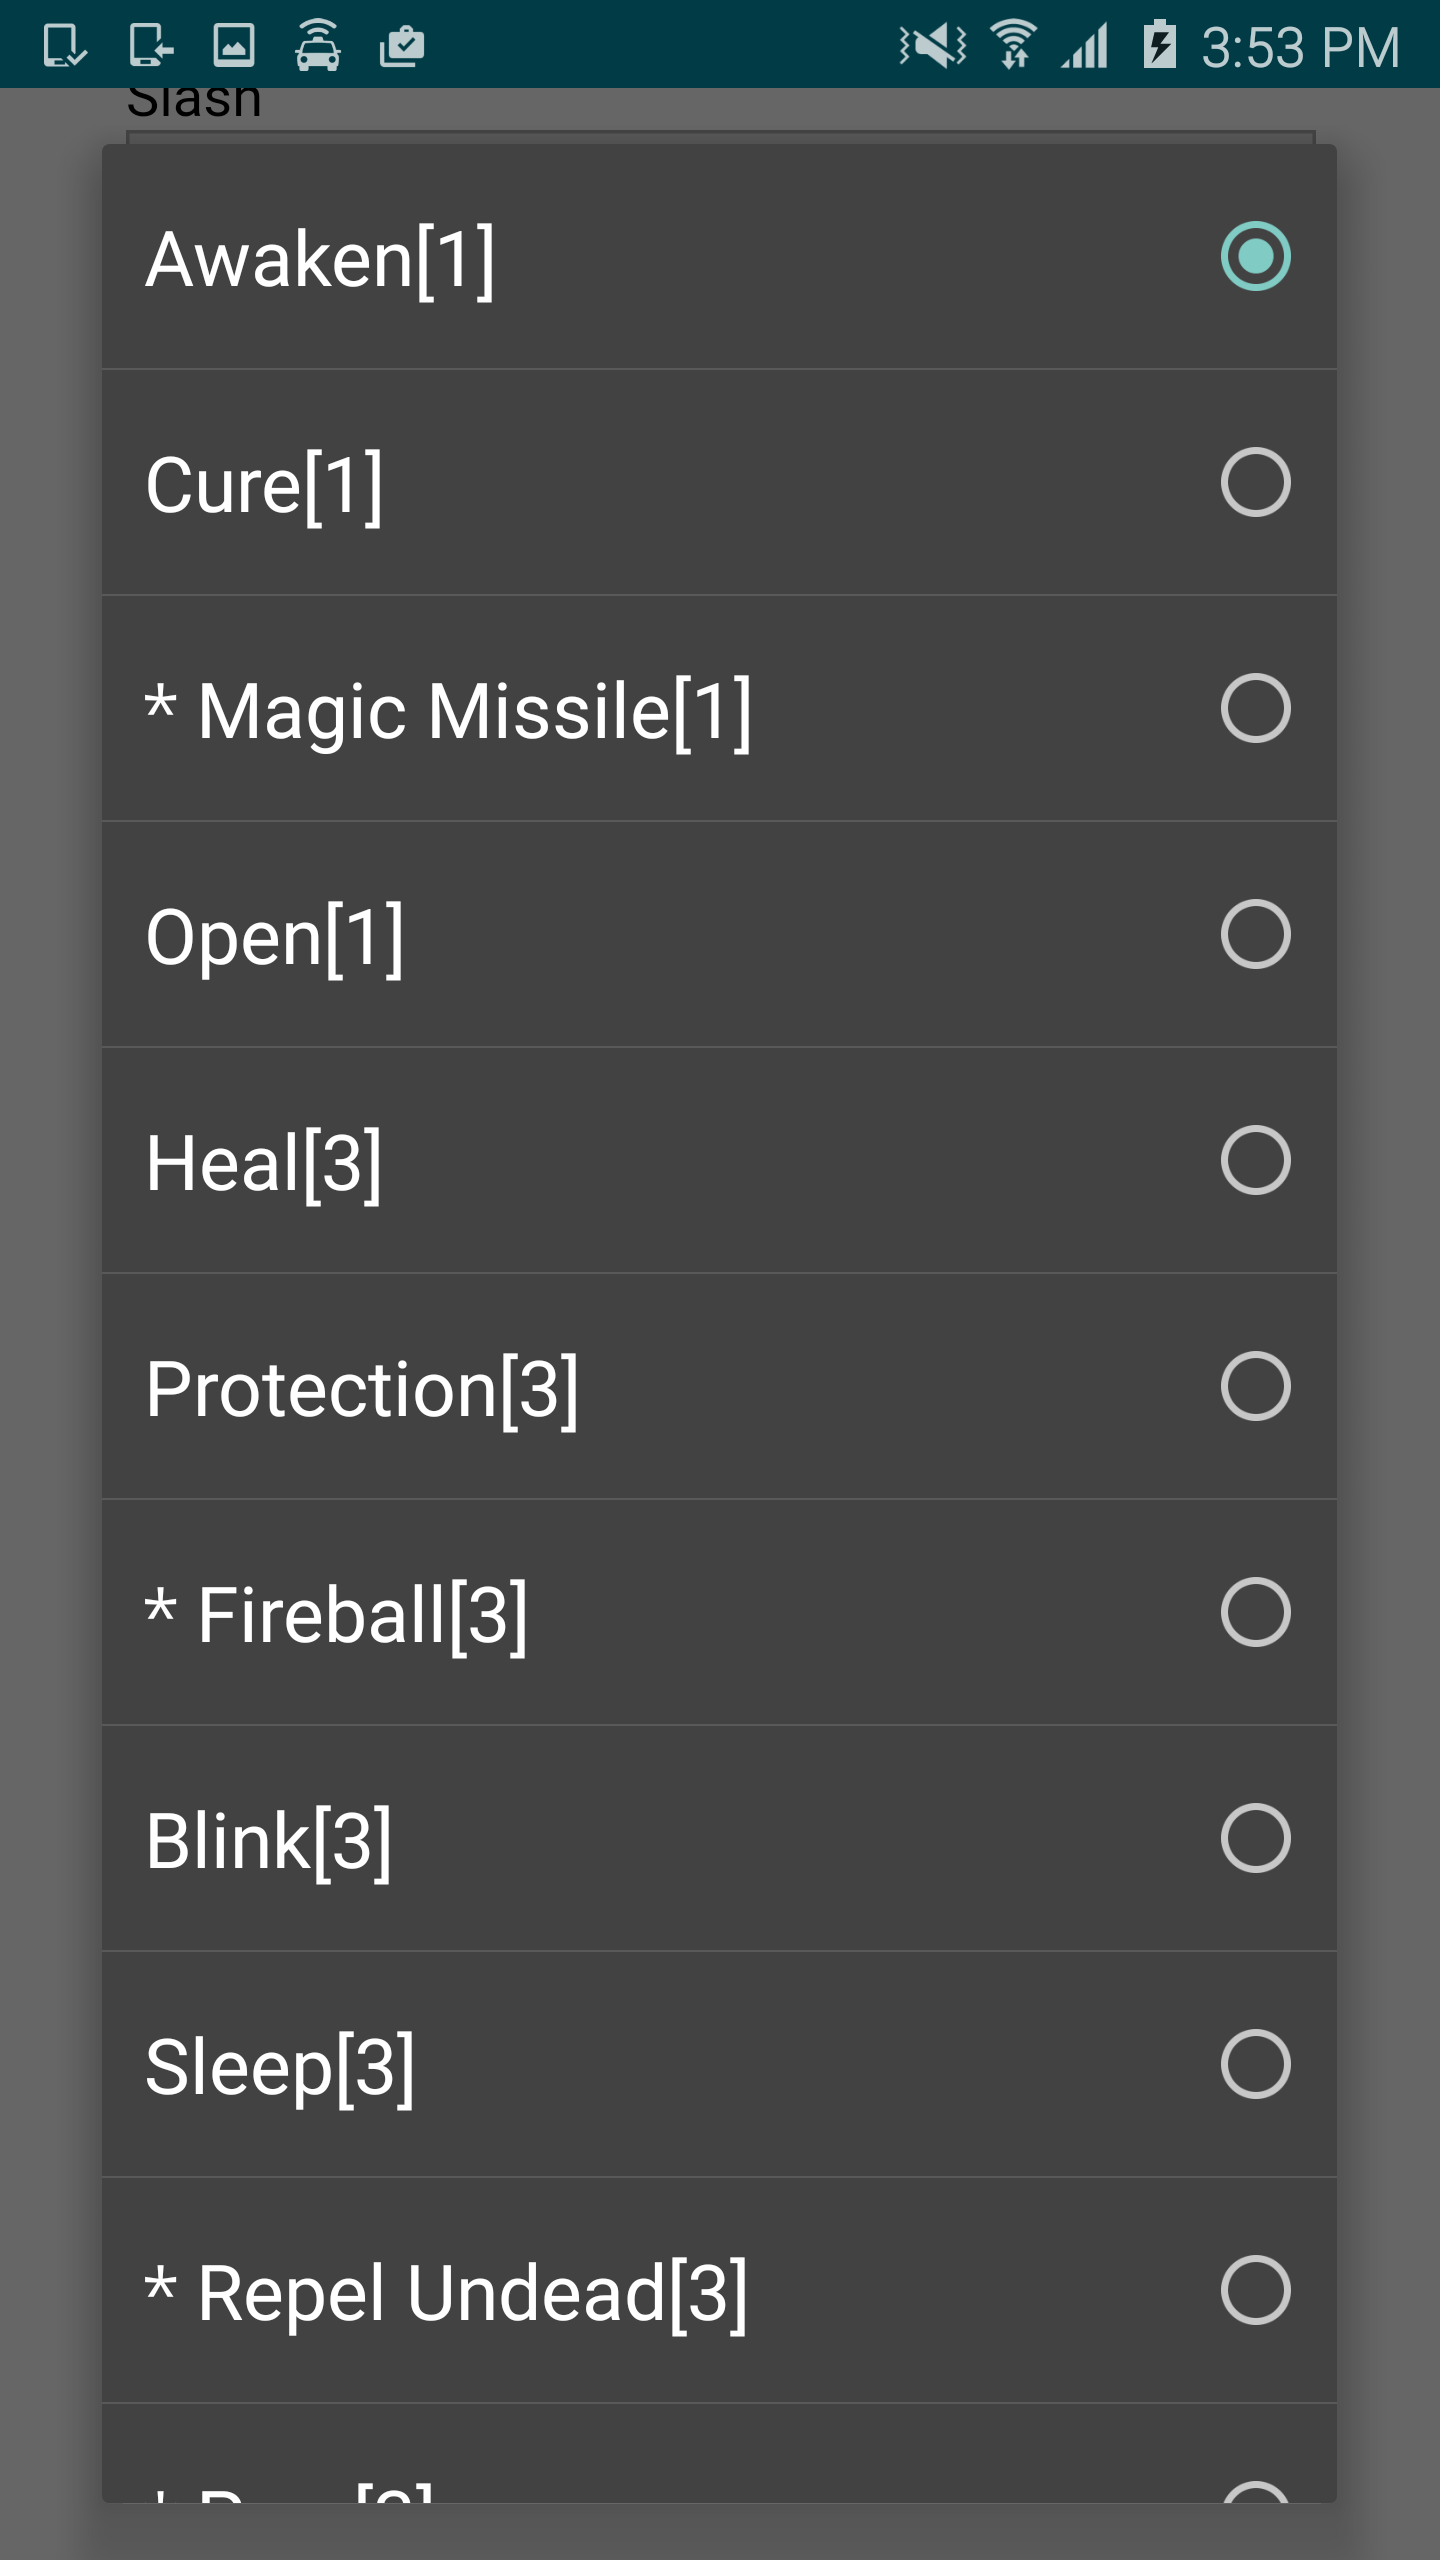 3:53 PM
Slash
Awaken[1]
Cure[1]
* Magic Missile[1]
Open[1]
Heal[3]
Protection[3]
* Fireball[3]
Blink[3]
Sleep[3]
* Repel Undead[3]